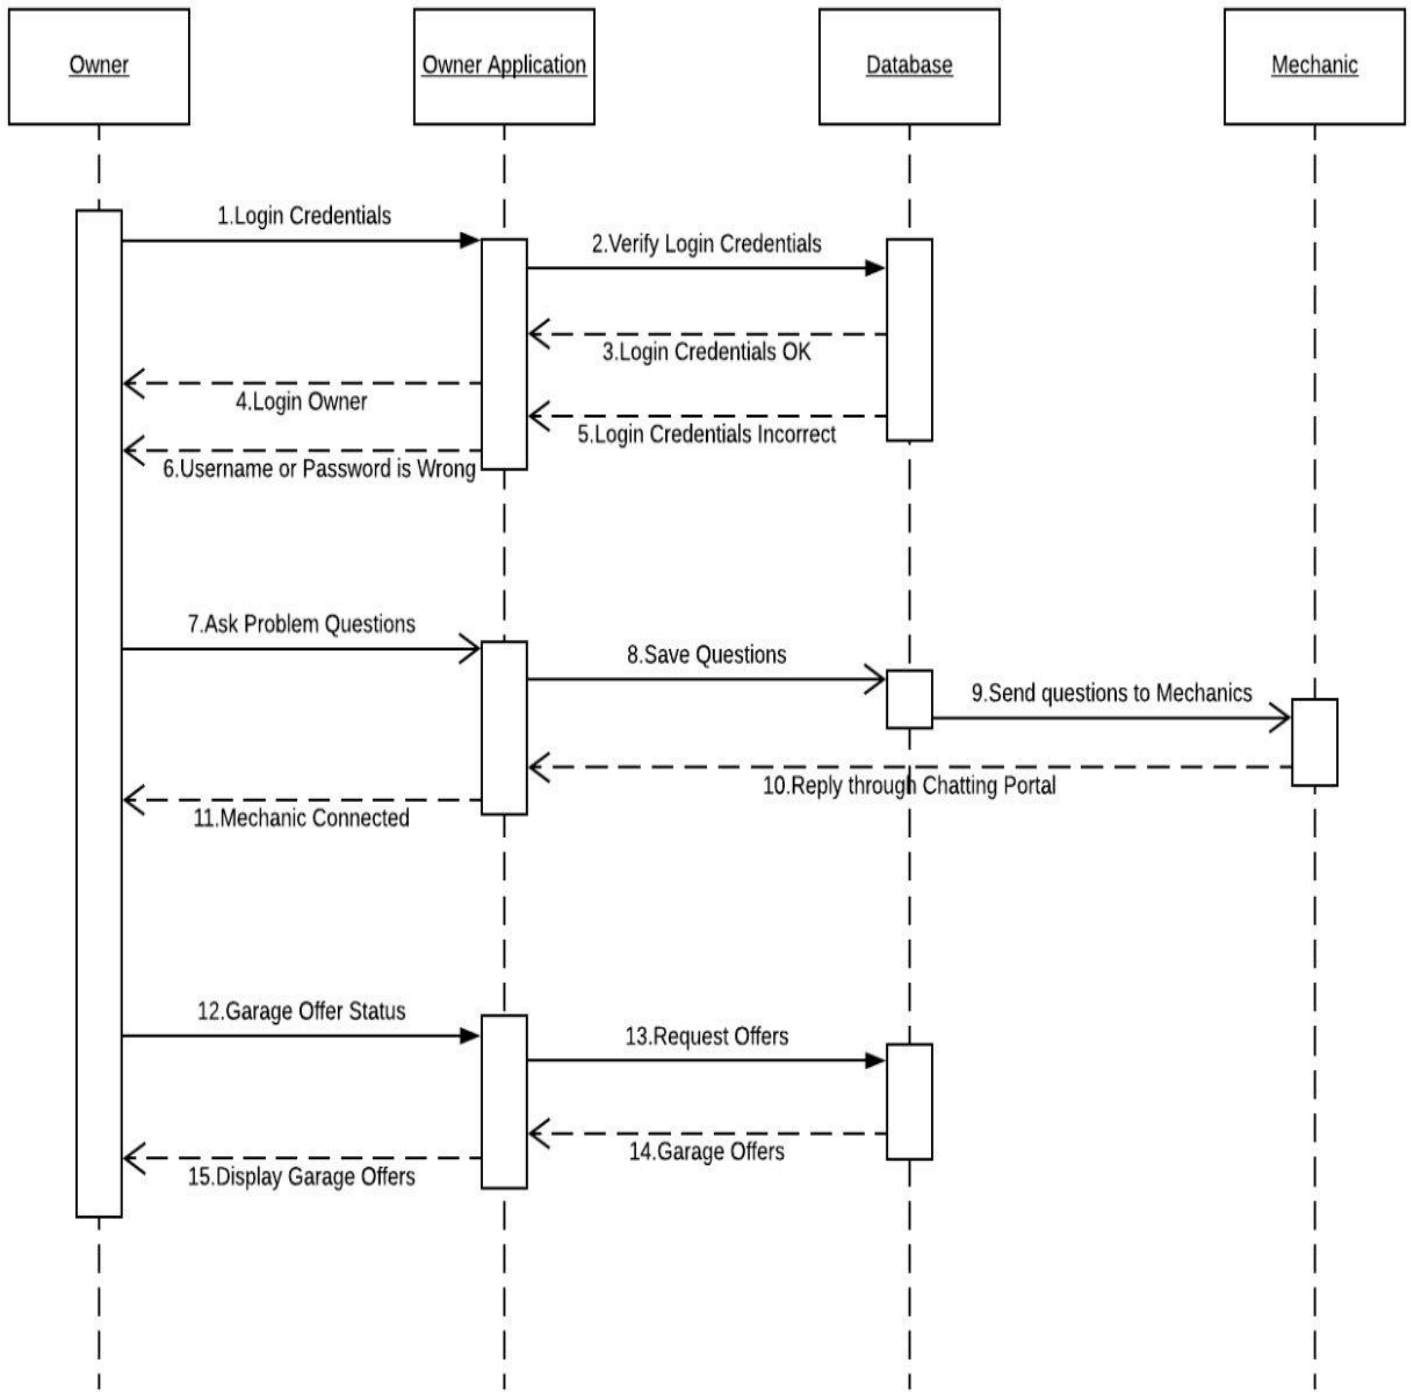 Owner
Owner Application
Database
Mechanic
1.Login Credentials
2.Verify Login Credentials
3.Login Credentials OK
4.Login Owner
5.Login Credentials Incorrect
6.Username or Password is Wrong
7.Ask Problem Questions
8.Save Questions
9.Send questions to Mechanics
10.Reply through Chatting Portal
11.Mechanic Connected
12.Garage Offer Status
13.Request Offers
14.Garage Offers
15.Display Garage Offers